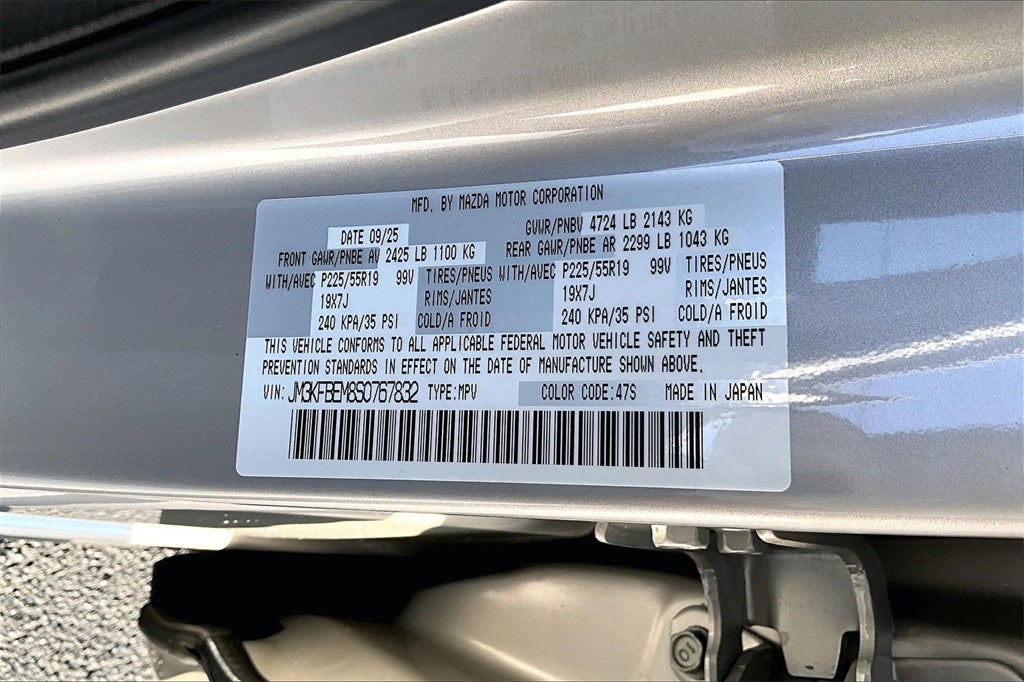 MFD. BY MAZDA MOTOR CORPORATION
DATE 09/25 GVWR/PNBV 4724 LB 2143 KG
FRONT GAWR/PNBE AV 2425 LB 1100 KG REAR GAWR/PNBE AR 2299 LB 1043 KG
WITH/AVEC P225/55R19 99V TIRES/PNEUS WITH/AVEC P225/55R19 99V TIRES/PNEUS
19X7J RIMS/JANTES 19X7J RIMS/JANTES
240 KPA/35 PSI COLD/A FROID 240 KPA/35 PSI COLD/A FROID
THIS VEHICLE CONFORMS TO ALL APPLICABLE FEDERAL MOTOR VEHICLE SAFETY AND THEFT
PREVENTION STANDARDS IN EFFECT ON THE DATE OF MANUFACTURE SHOWN ABOVE.
VIN: JM3KFBEM8S0767832 TYPE:MPV COLOR CODE:47S MADE IN JAPAN
10